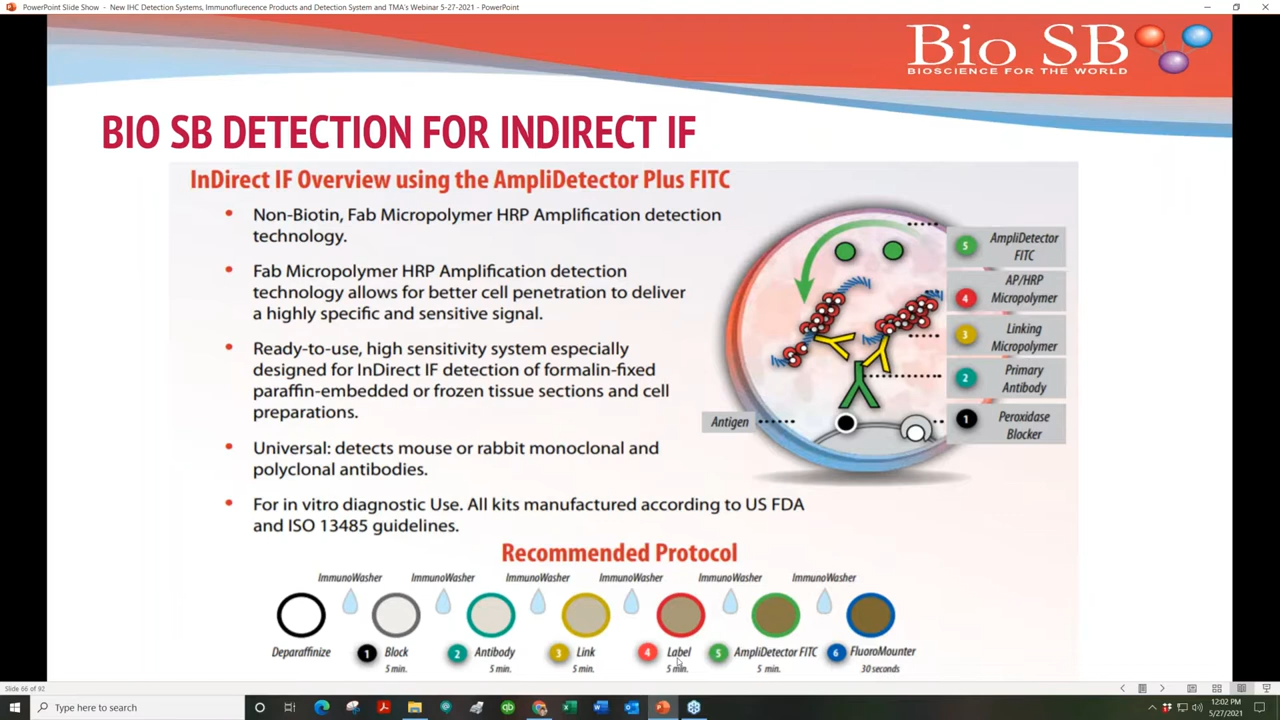 PowerPoint Slide Show - New IHC Detection Systems, Immunoflurecence Products and Detection System and TMA's Webinar 5-27-2021 - PowerPoint
Bio SB
BIOSCIENCE FOR THE WORLD
BIO SB DETECTION FOR INDIRECT IF
InDirect IF Overview using the AmpliDetector Plus FITC
• Non-Biotin, Fab Micropolymer HRP Amplification detection
technology.
• Fab Micropolymer HRP Amplification detection
technology allows for better cell penetration to deliver
a highly specific and sensitive signal.
• Ready-to-use, high sensitivity system especially
designed for InDirect IF detection of formalin-fixed
paraffin-embedded or frozen tissue sections and cell
preparations.
• Universal: detects mouse or rabbit monoclonal and
polyclonal antibodies.
• For in vitro diagnostic Use. All kits manufactured according to US FDA
and ISO 13485 guidelines.
5 AmpliDetector
FITC
4 AP/HRP
Micropolymer
3 Linking
Micropolymer
2 Primary
Antibody
1 Peroxidase
Blocker
Antigen
Recommended Protocol
ImmunoWasher ImmunoWasher ImmunoWasher ImmunoWasher ImmunoWasher ImmunoWasher
Deparaffinize 1 Block 2 Antibody 3 Link 4 Label 5 AmpliDetector FITC 6 FluoroMounter
5 min. 5 min. 5 min. 5 min. 5 min. 30 seconds
Slide 66 of 92
Type here to search
12:02 PM
5/27/2021